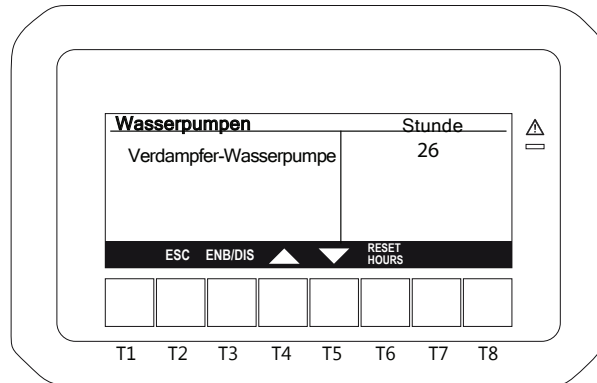 Wasserpumpen Stunde
Verdampfer-Wasserpumpe 26
ESC ENB/DIS RESET HOURS
T1 T2 T3 T4 T5 T6 T7 T8